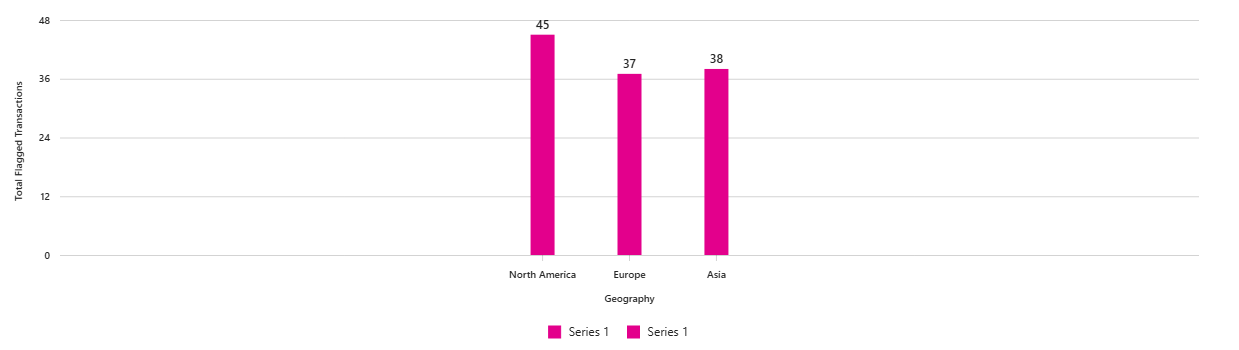 48
36
24
12
0
Total Flagged Transactions
45
37
38
North America
Europe
Asia
Geography
Series 1
Series 1